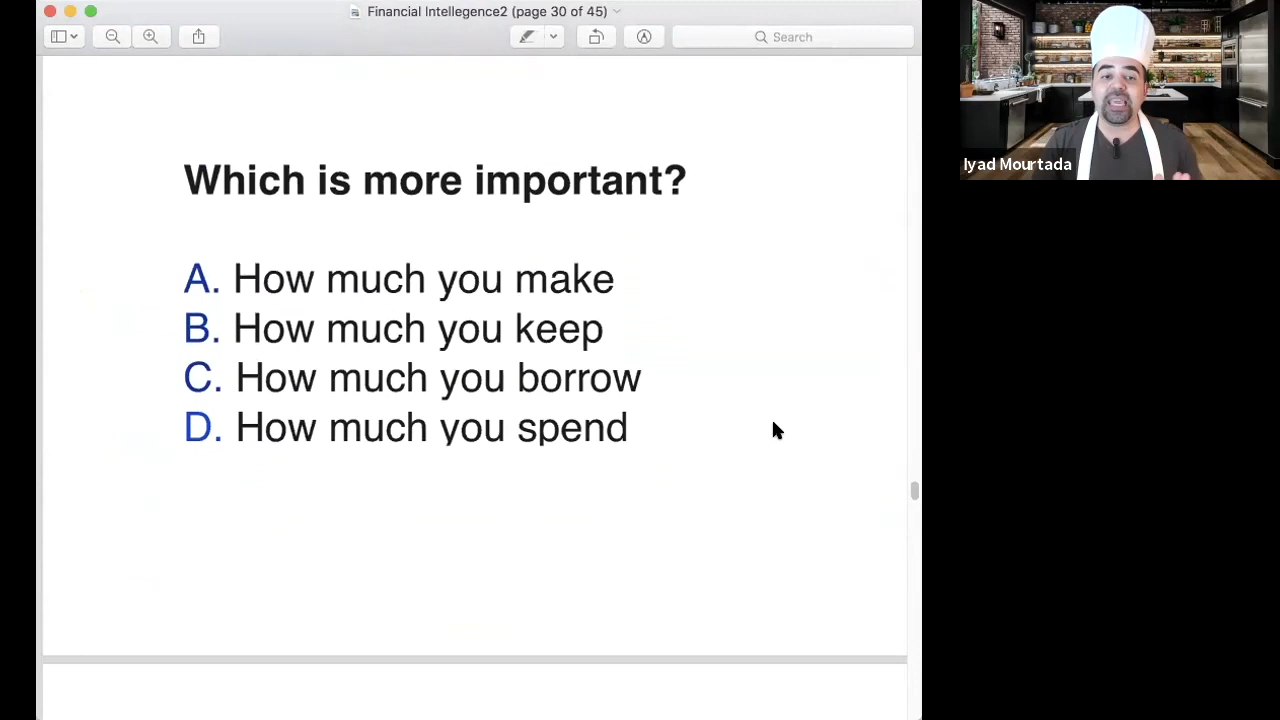 Financial Intellegence2 (page 30 of 45)
Search
Which is more important?
A. How much you make
B. How much you keep
C. How much you borrow
D. How much you spend
Iyad Mourtada